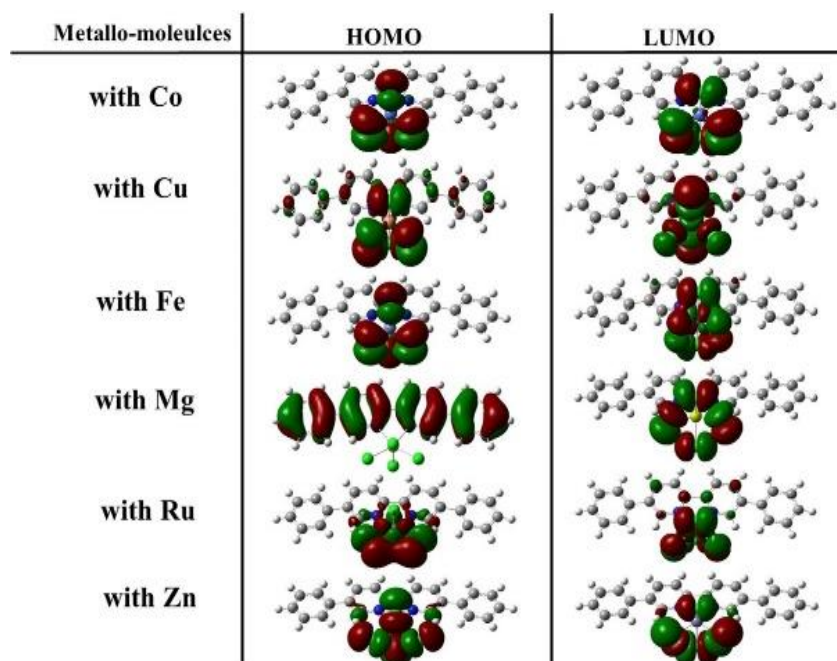 Metallo-moleulces HOMO LUMO
with Co
with Cu
with Fe
with Mg
with Ru
with Zn